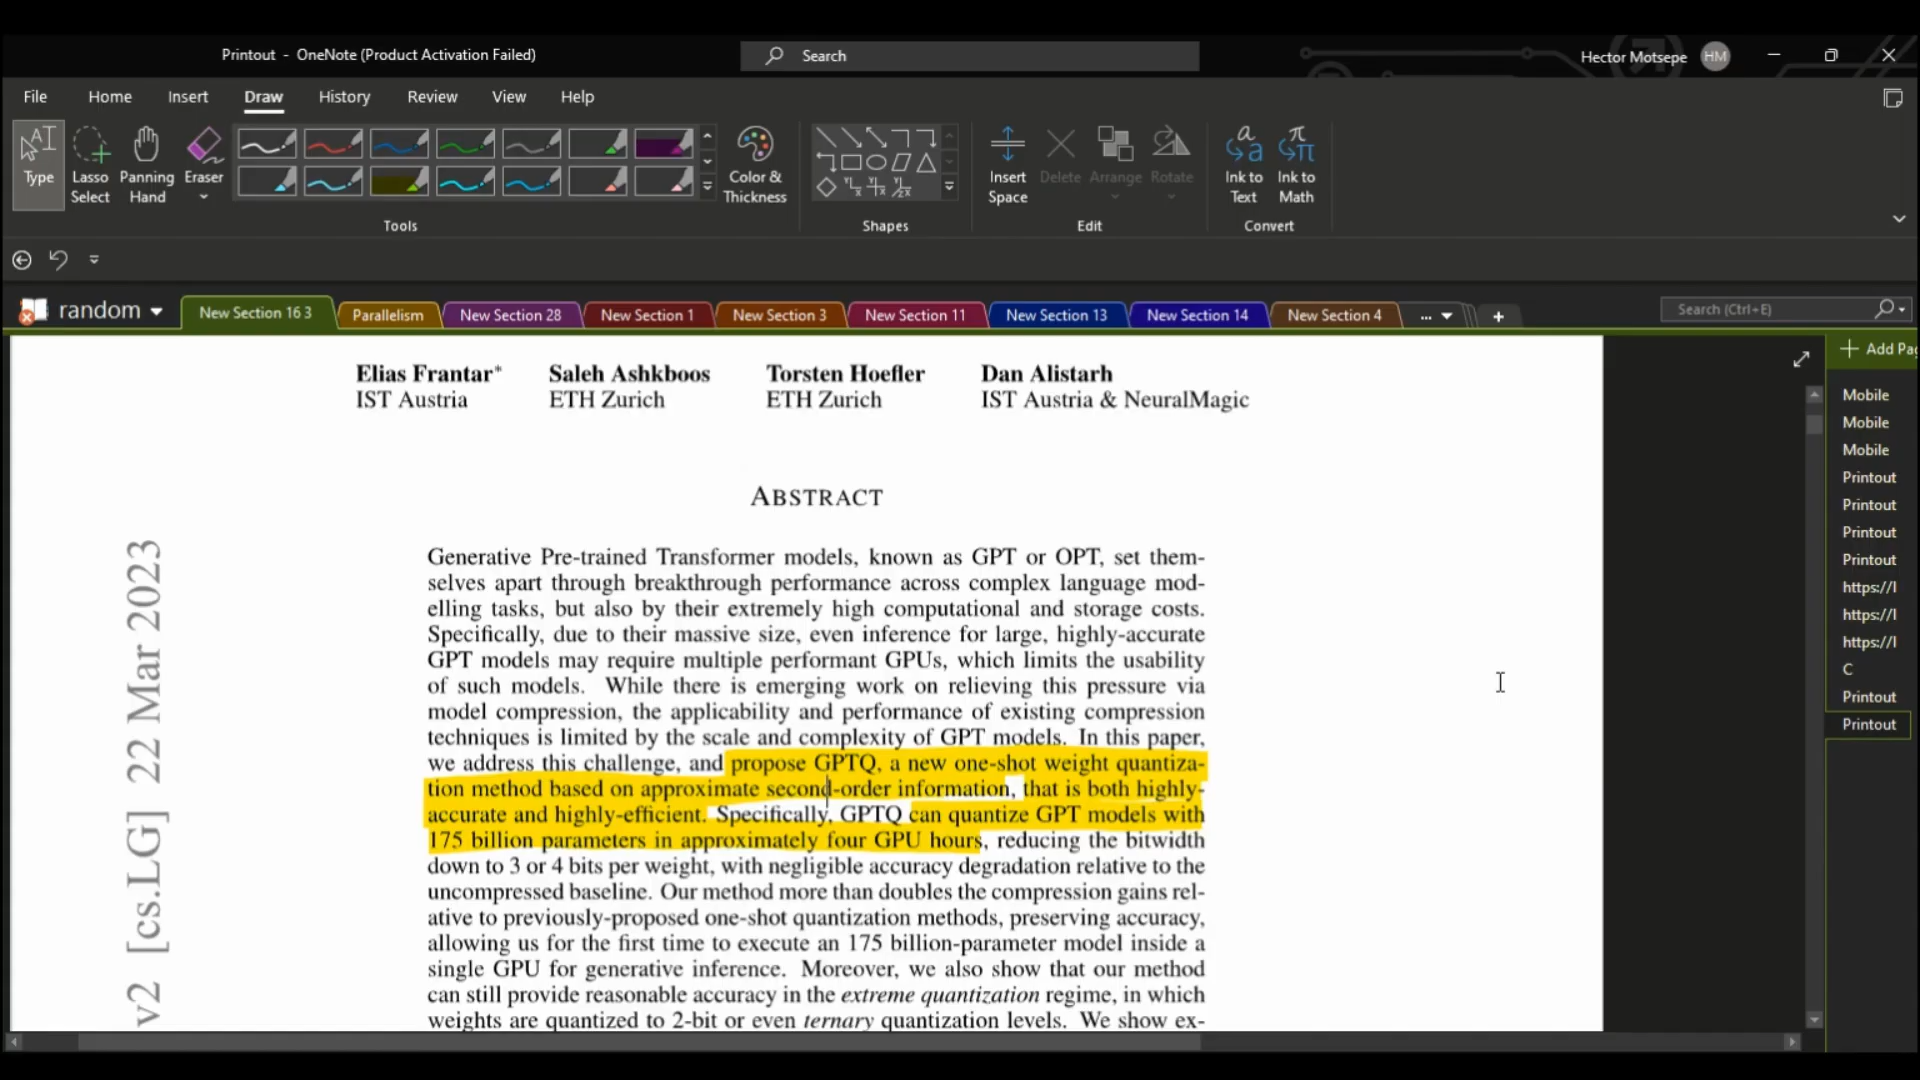 Printout - OneNote (Product Activation Failed)
Search
Hector Motsepe HM
File Home Insert Draw History Review View Help
Type
Lasso Select
Panning Hand
Eraser
Color & Thickness
Insert Space
Delete
Arrange
Rotate
Ink to Text
Ink to Math
Tools
Shapes
Edit
Convert
random
New Section 16 3
Parallelism
New Section 28
New Section 1
New Section 3
New Section 11
New Section 13
New Section 14
New Section 4
...
Search (Ctrl+E)
Elias Frantar* Saleh Ashkboos Torsten Hoefler Dan Alistarh
IST Austria ETH Zurich ETH Zurich IST Austria & NeuralMagic
ABSTRACT
Generative Pre-trained Transformer models, known as GPT or OPT, set them-
selves apart through breakthrough performance across complex language mod-
elling tasks, but also by their extremely high computational and storage costs.
Specifically, due to their massive size, even inference for large, highly-accurate
GPT models may require multiple performant GPUs, which limits the usability
of such models. While there is emerging work on relieving this pressure via
model compression, the applicability and performance of existing compression
techniques is limited by the scale and complexity of GPT models. In this paper,
we address this challenge, and propose GPTQ, a new one-shot weight quantiza-
tion method based on approximate second-order information, that is both highly-
accurate and highly-efficient. Specifically, GPTQ can quantize GPT models with
175 billion parameters in approximately four GPU hours, reducing the bitwidth
down to 3 or 4 bits per weight, with negligible accuracy degradation relative to the
uncompressed baseline. Our method more than doubles the compression gains rel-
ative to previously-proposed one-shot quantization methods, preserving accuracy,
allowing us for the first time to execute an 175 billion-parameter model inside a
single GPU for generative inference. Moreover, we also show that our method
can still provide reasonable accuracy in the extreme quantization regime, in which
weights are quantized to 2-bit or even ternary quantization levels. We show ex-
v2 [cs.LG] 22 Mar 2023
+ Add Pag
Mobile
Mobile
Mobile
Printout
Printout
Printout
Printout
https://l
https://l
https://l
C
Printout
Printout